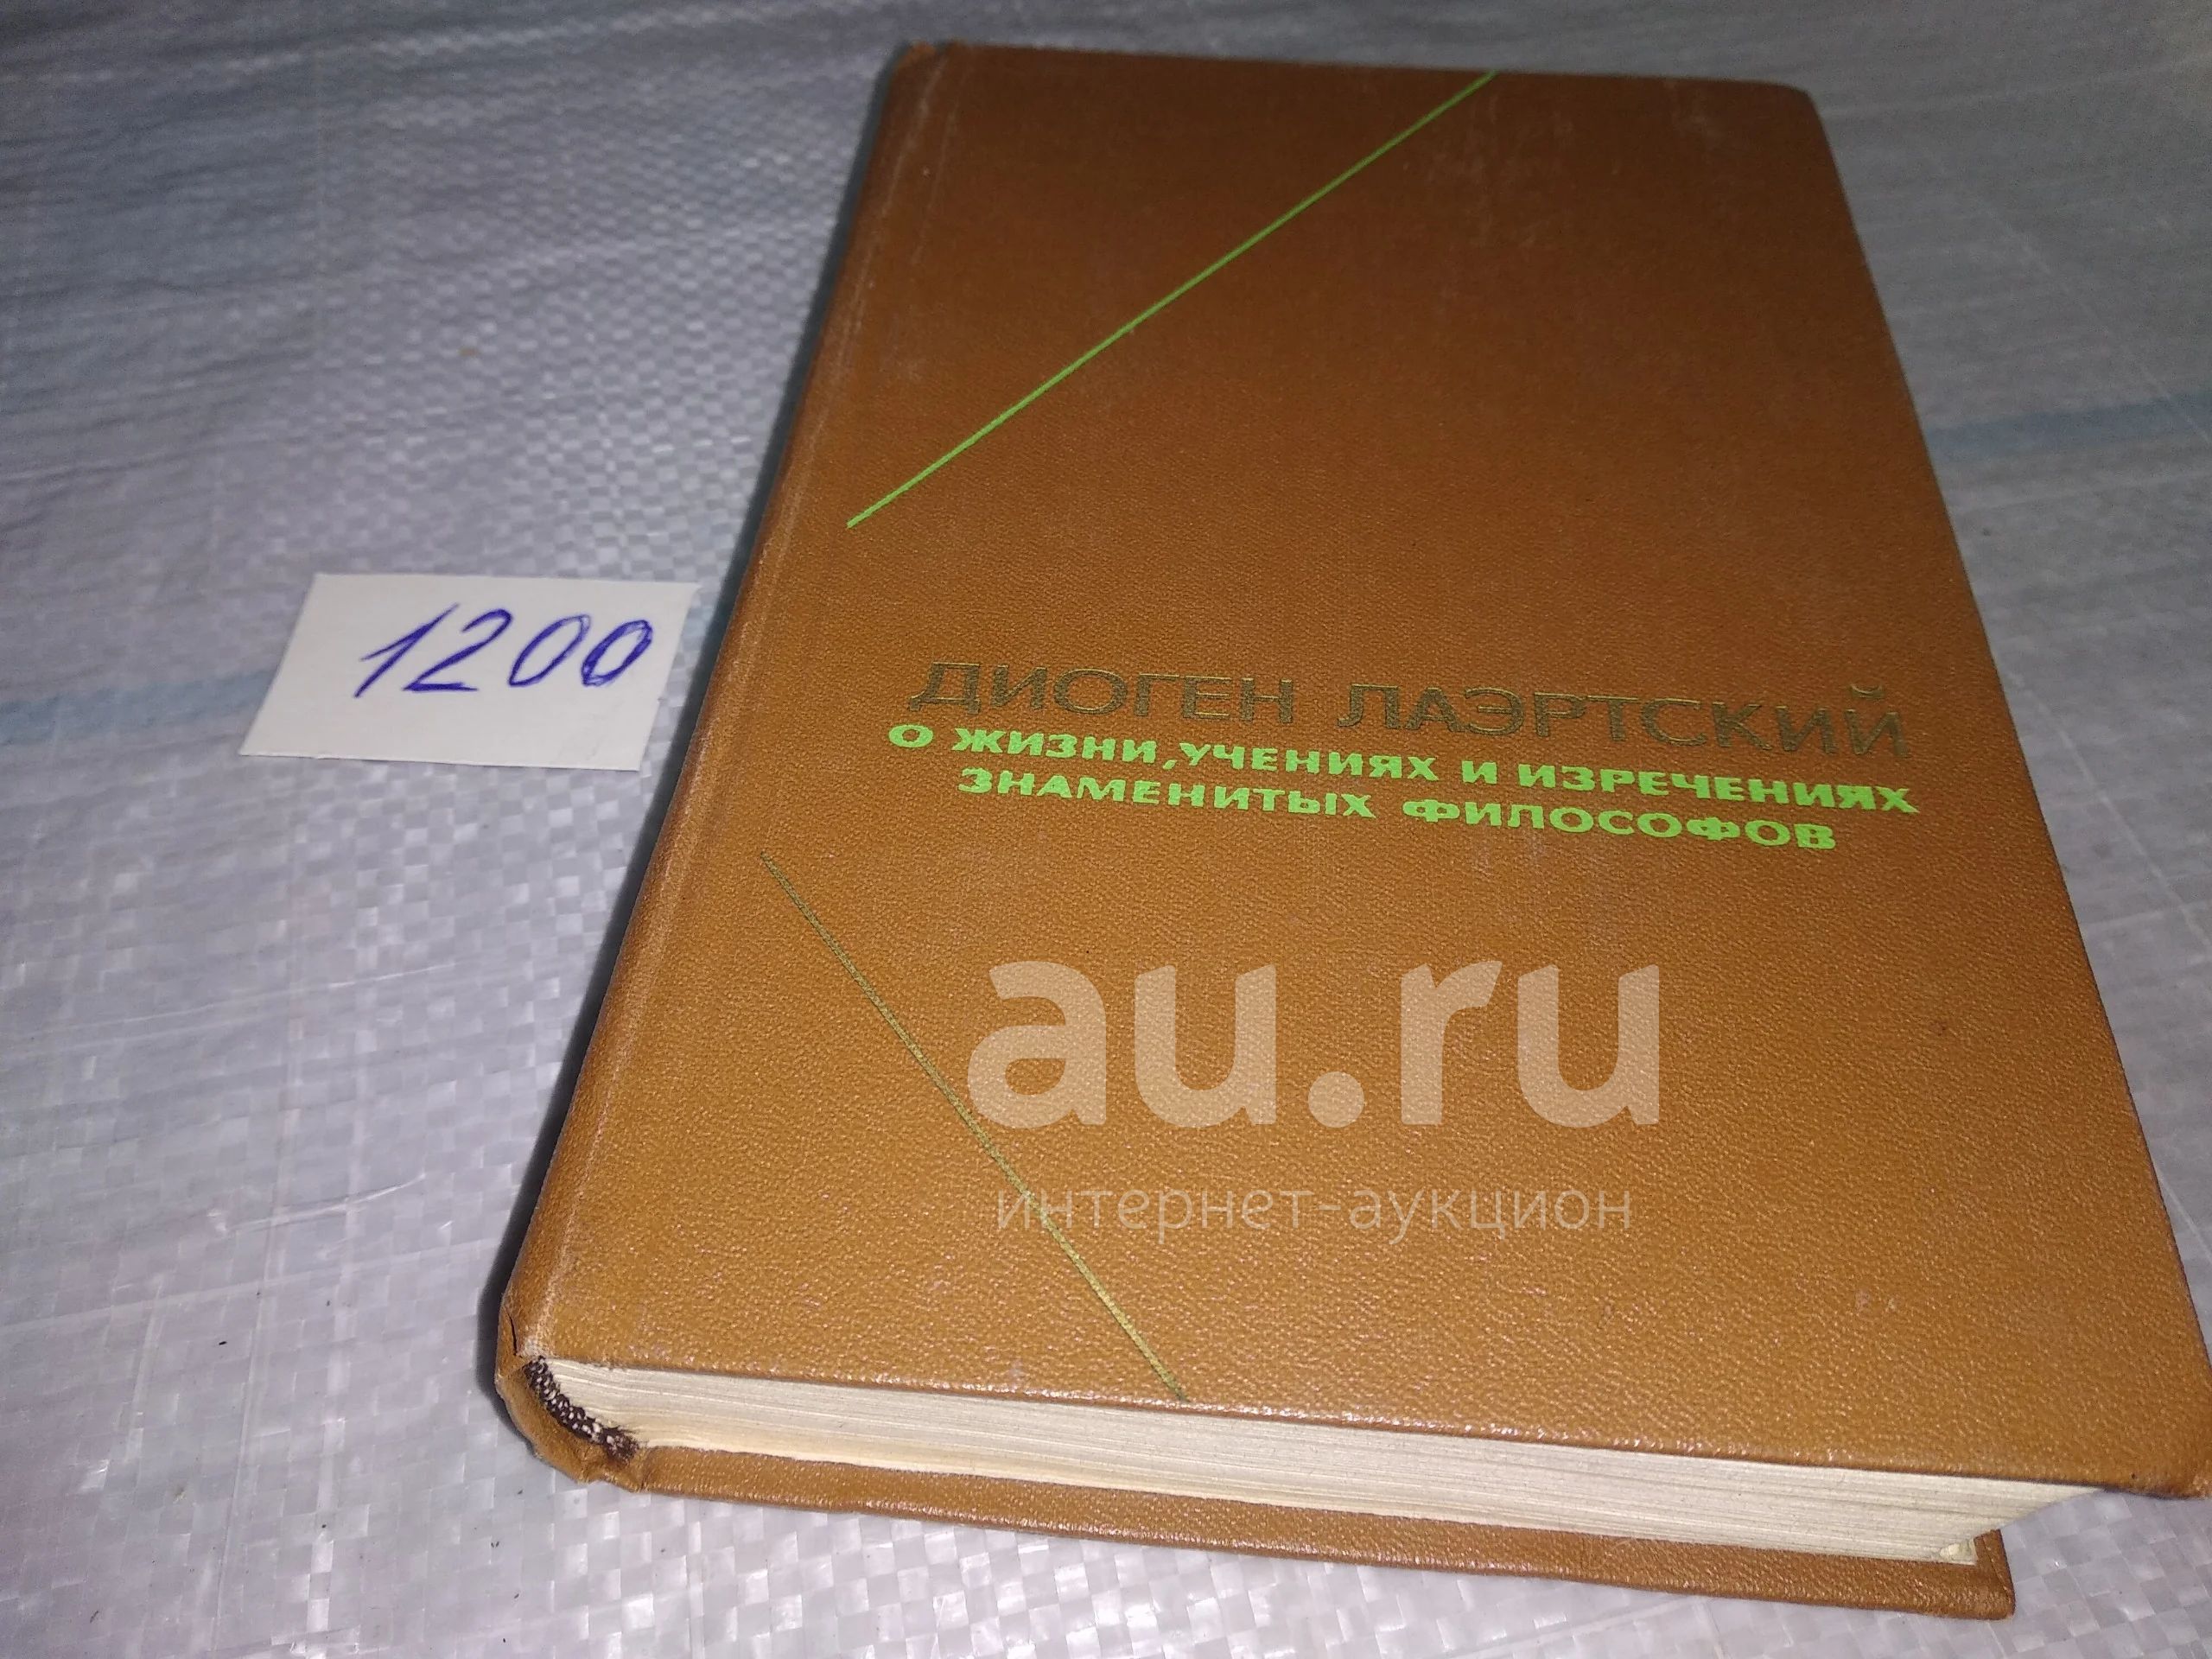 1200
ДИОГЕН ЛАЭРТСКИЙ
О ЖИЗНИ, УЧЕНИЯХ И ИЗРЕЧЕНИЯХ
ЗНАМЕНИТЫХ ФИЛОСОФОВ
au.ru
интернет-аукцион